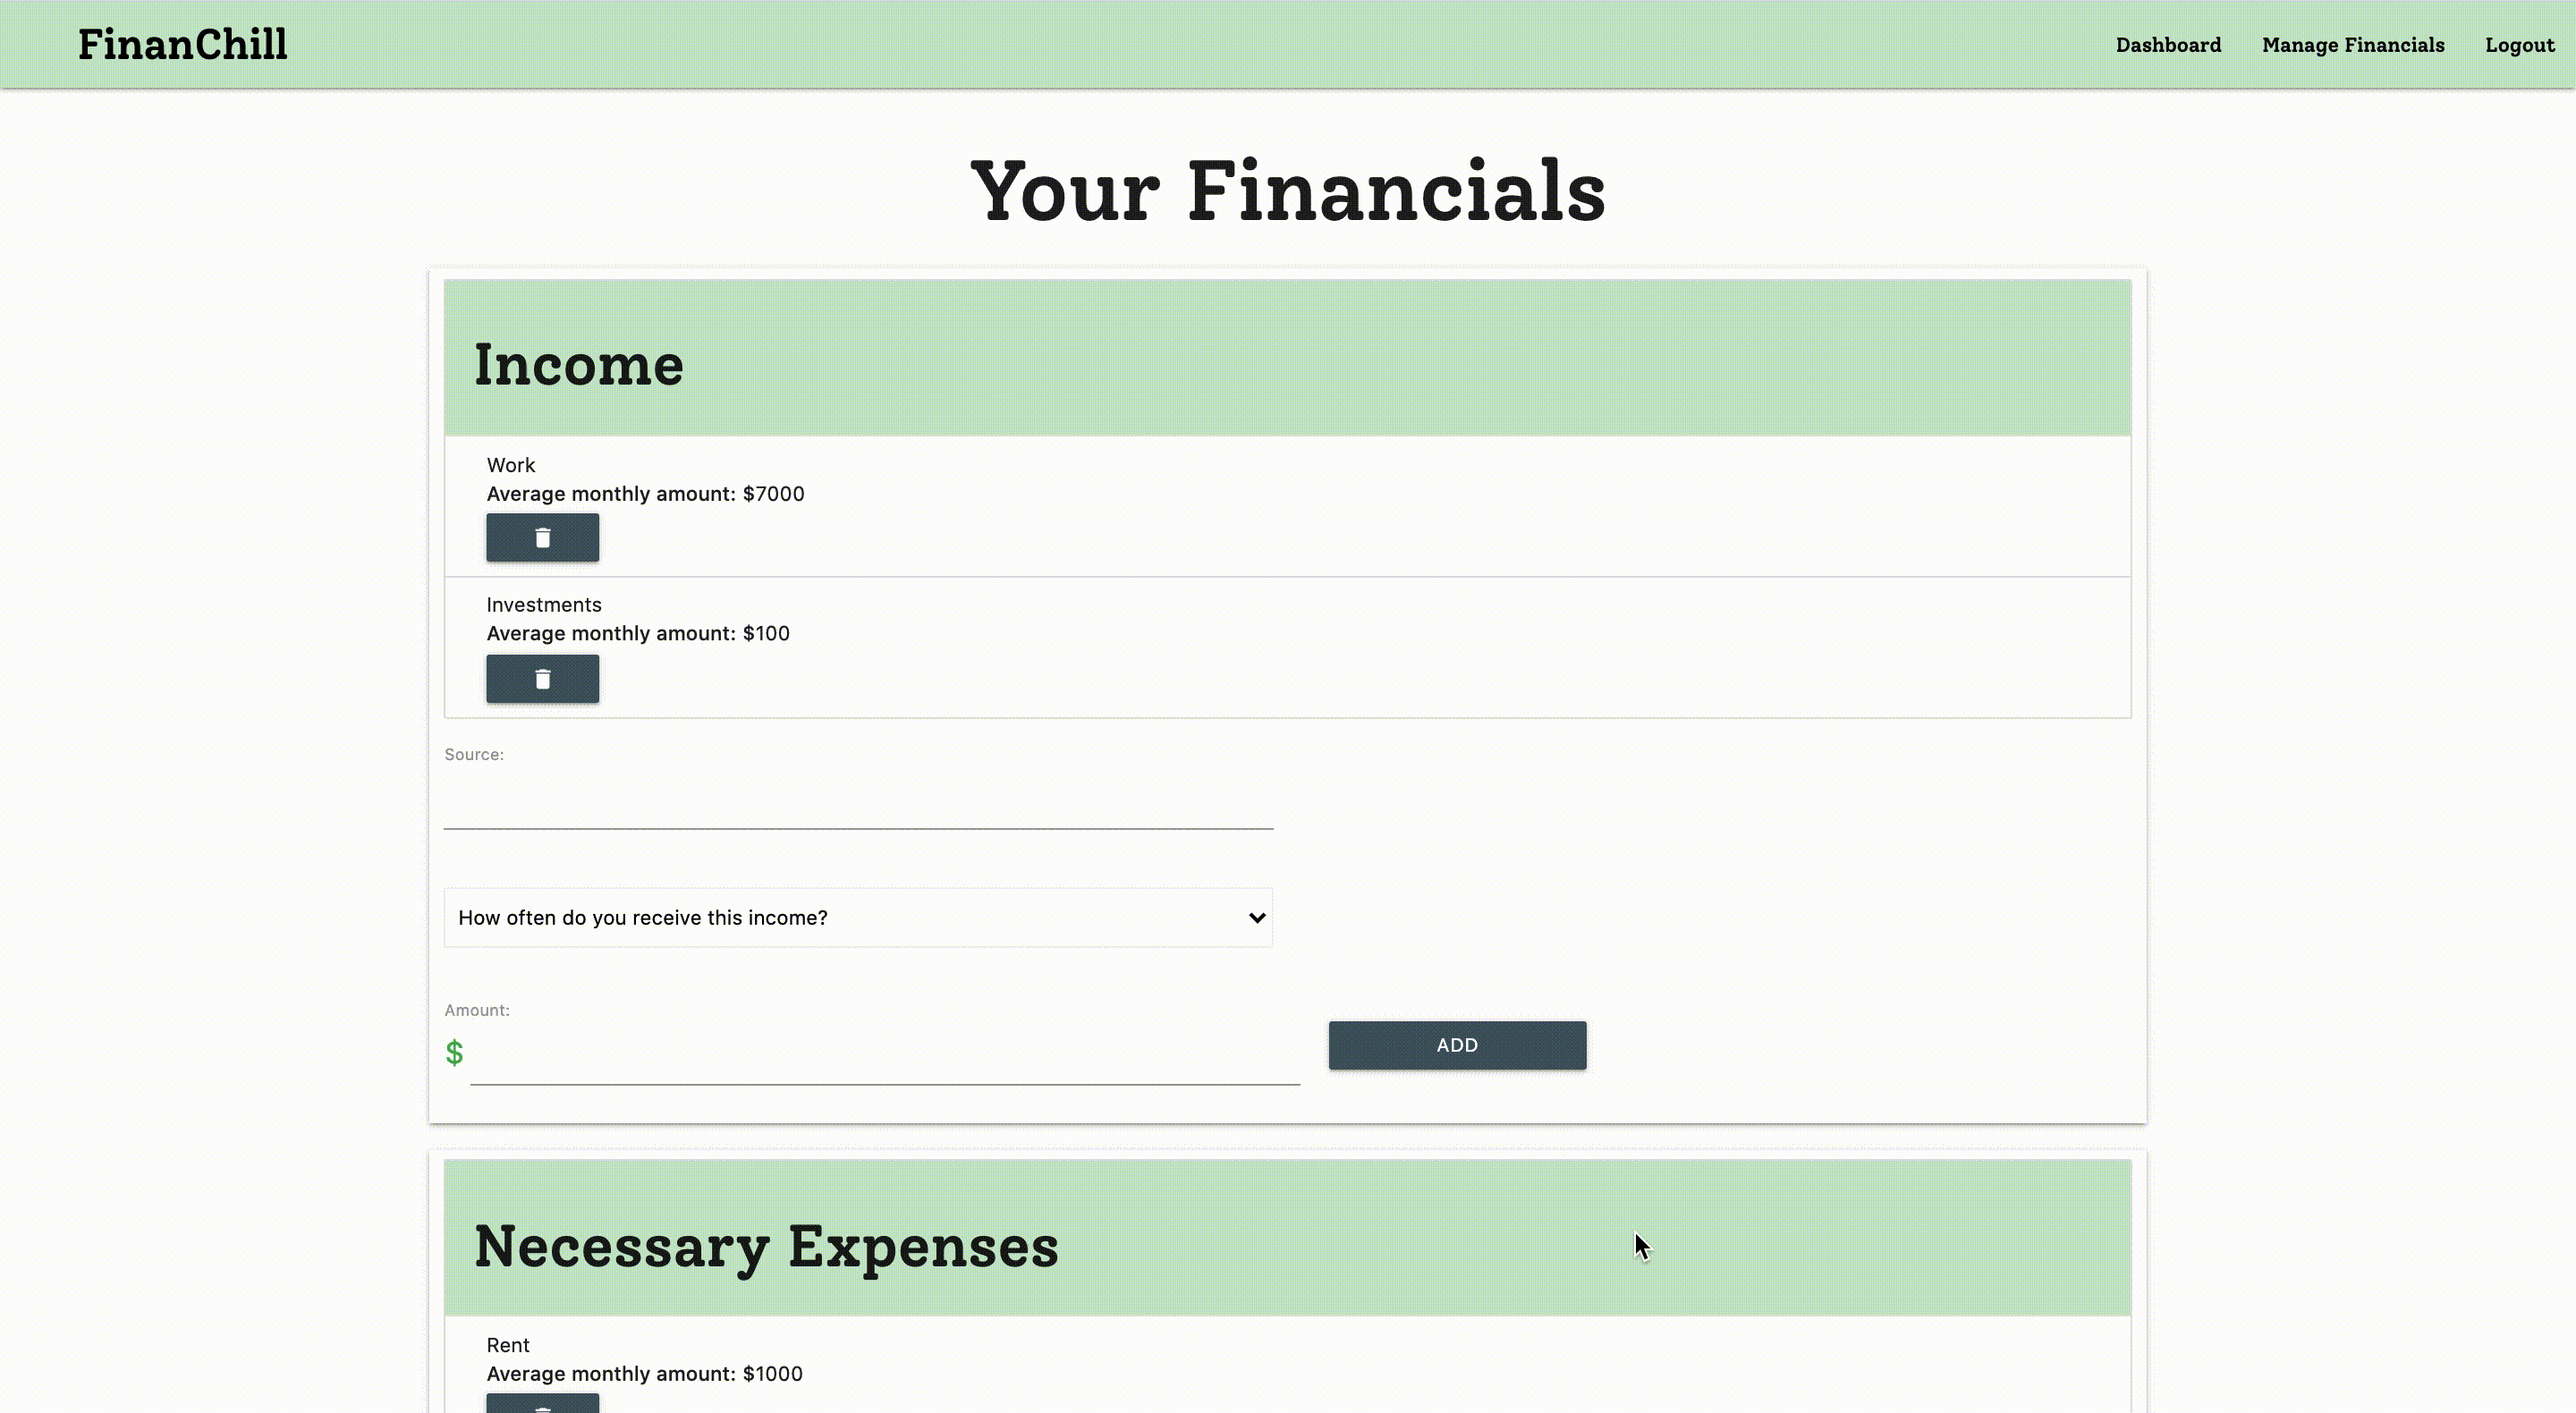 FinanChill
Dashboard
Manage Financials
Logout
Your Financials
Income
Work
Average monthly amount: $7000
Investments
Average monthly amount: $100
Source:
How often do you receive this income?
Amount:
$
ADD
Necessary Expenses
Rent
Average monthly amount: $1000